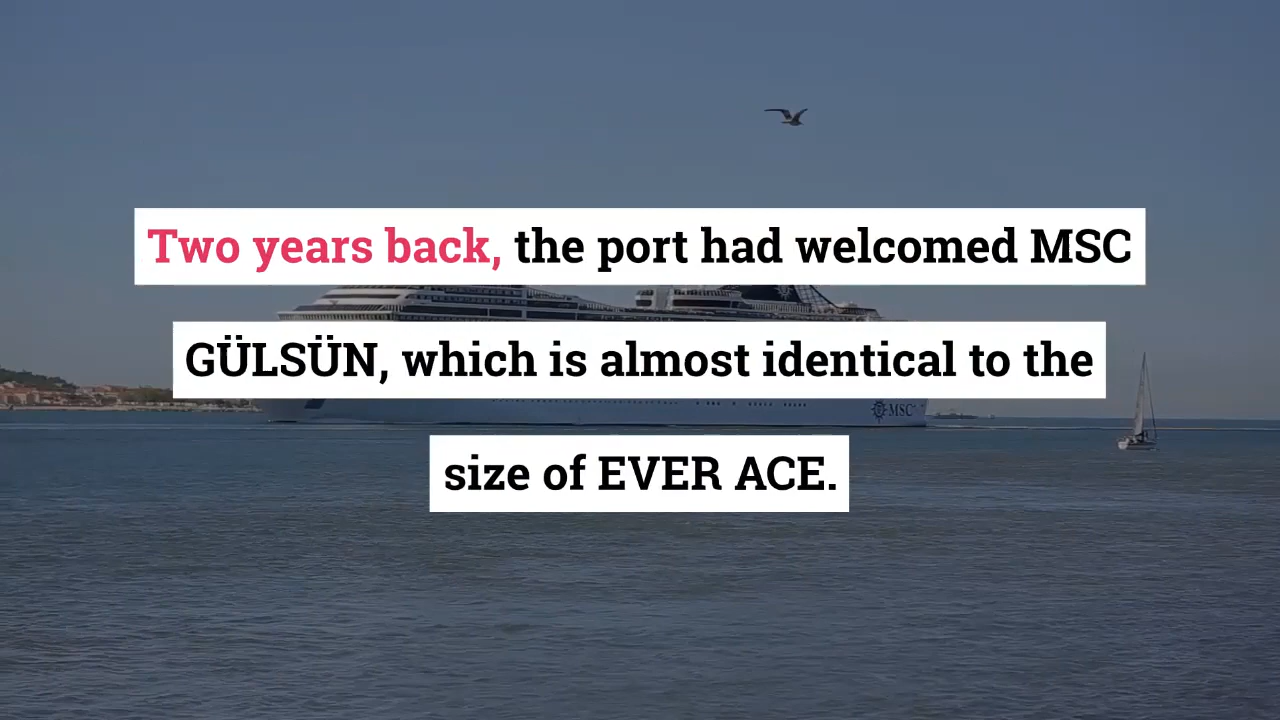 Two years back, the port had welcomed MSC
GÜLSÜN, which is almost identical to the
size of EVER ACE.
MSC